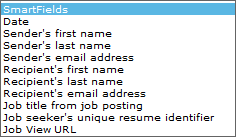 SmartFields
Date
Sender's first name
Sender's last name
Sender's email address
Recipient's first name
Recipient's last name
Recipient's email address
Job title from job posting
Job seeker's unique resume identifier
Job View URL